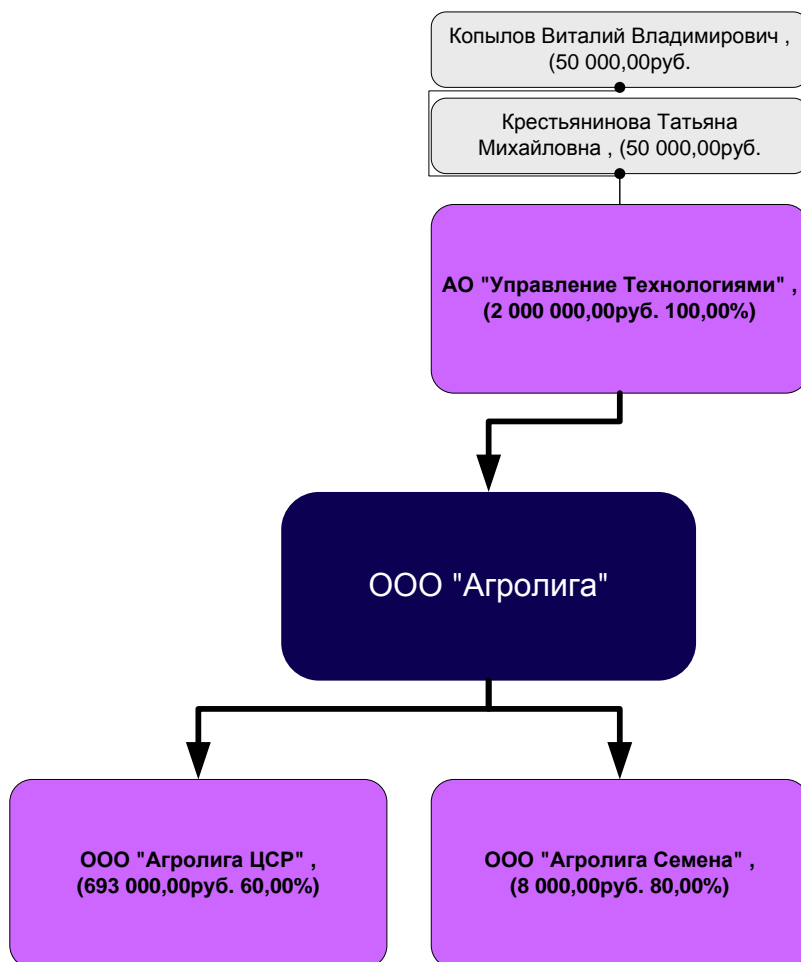 Копылов Виталий Владимирович ,
(50 000,00руб.
Крестьянинова Татьяна
Михайловна , (50 000,00руб.
АО "Управление Технологиями" ,
(2 000 000,00руб. 100,00%)
ООО "Агролига"
ООО "Агролига ЦСР" ,
(693 000,00руб. 60,00%)
ООО "Агролига Семена" ,
(8 000,00руб. 80,00%)